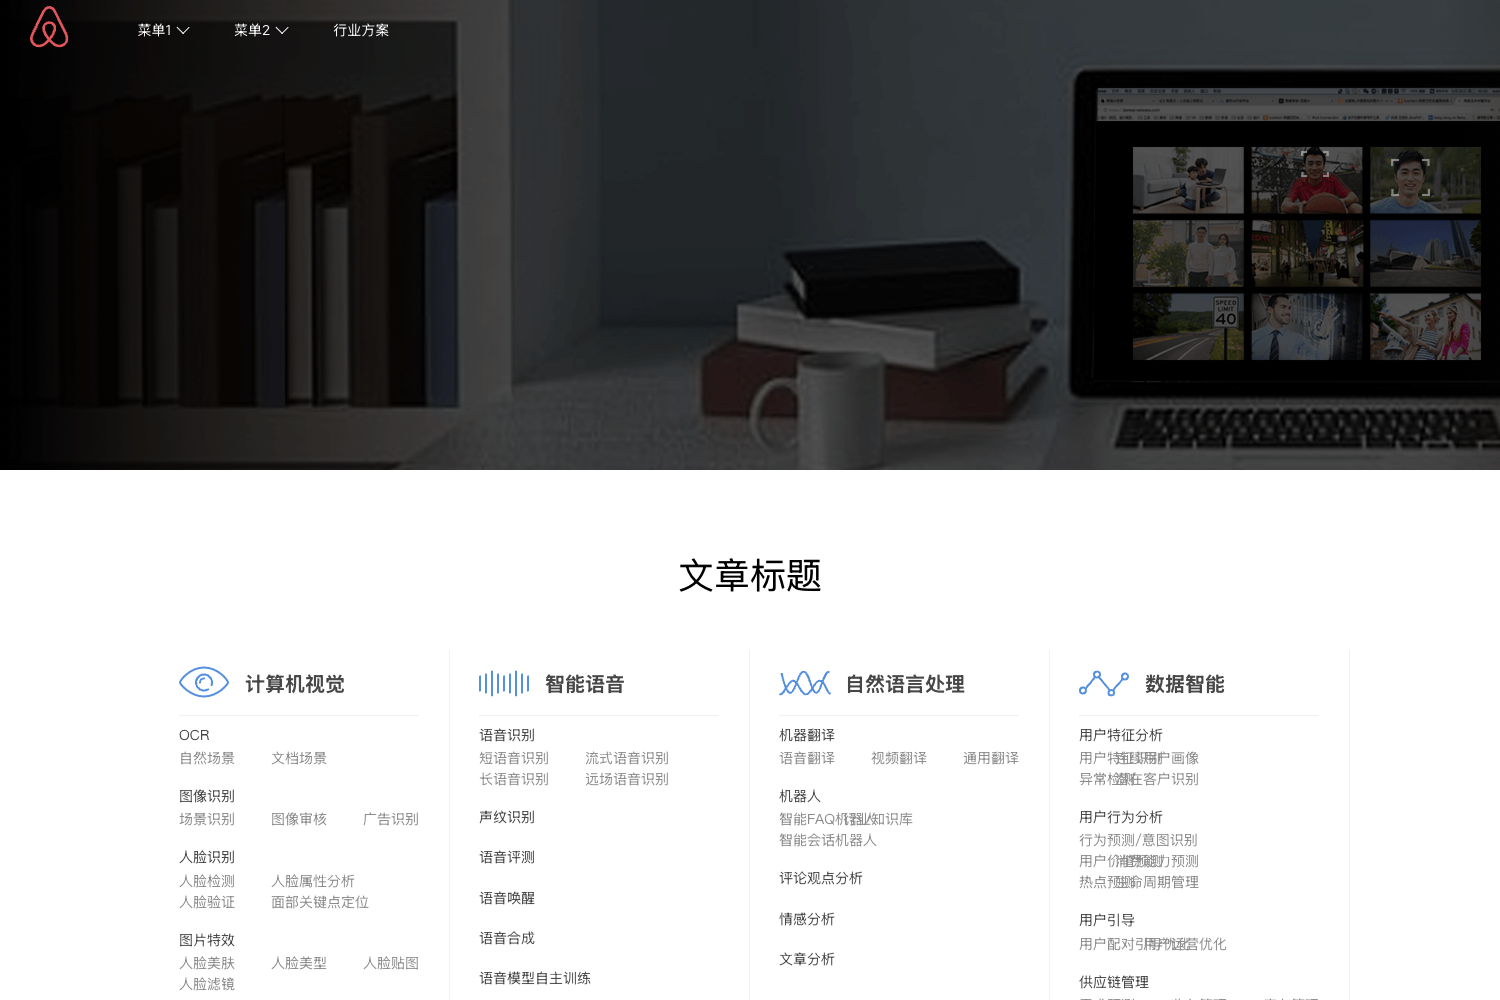 菜单1 菜单2 行业方案
SPEED LIMIT 40
文章标题
计算机视觉
OCR
自然场景 文档场景
图像识别
场景识别 图像审核 广告识别
人脸识别
人脸检测 人脸属性分析
人脸验证 面部关键点定位
图片特效
人脸美肤 人脸美型 人脸贴图
人脸滤镜
智能语音
语音识别
短语音识别 流式语音识别
长语音识别 远场语音识别
声纹识别
语音评测
语音唤醒
语音合成
语音模型自主训练
自然语言处理
机器翻译
语音翻译 视频翻译 通用翻译
机器人
智能FAQ机器人 行业知识库
智能会话机器人
评论观点分析
情感分析
文章分析
数据智能
用户特征分析
用户特征识别 用户画像
异常检测 潜在客户识别
用户行为分析
行为预测/意图识别
用户价值预测 消费能力预测
热点预测 生命周期管理
用户引导
用户配对引导 用户运营优化
供应链管理